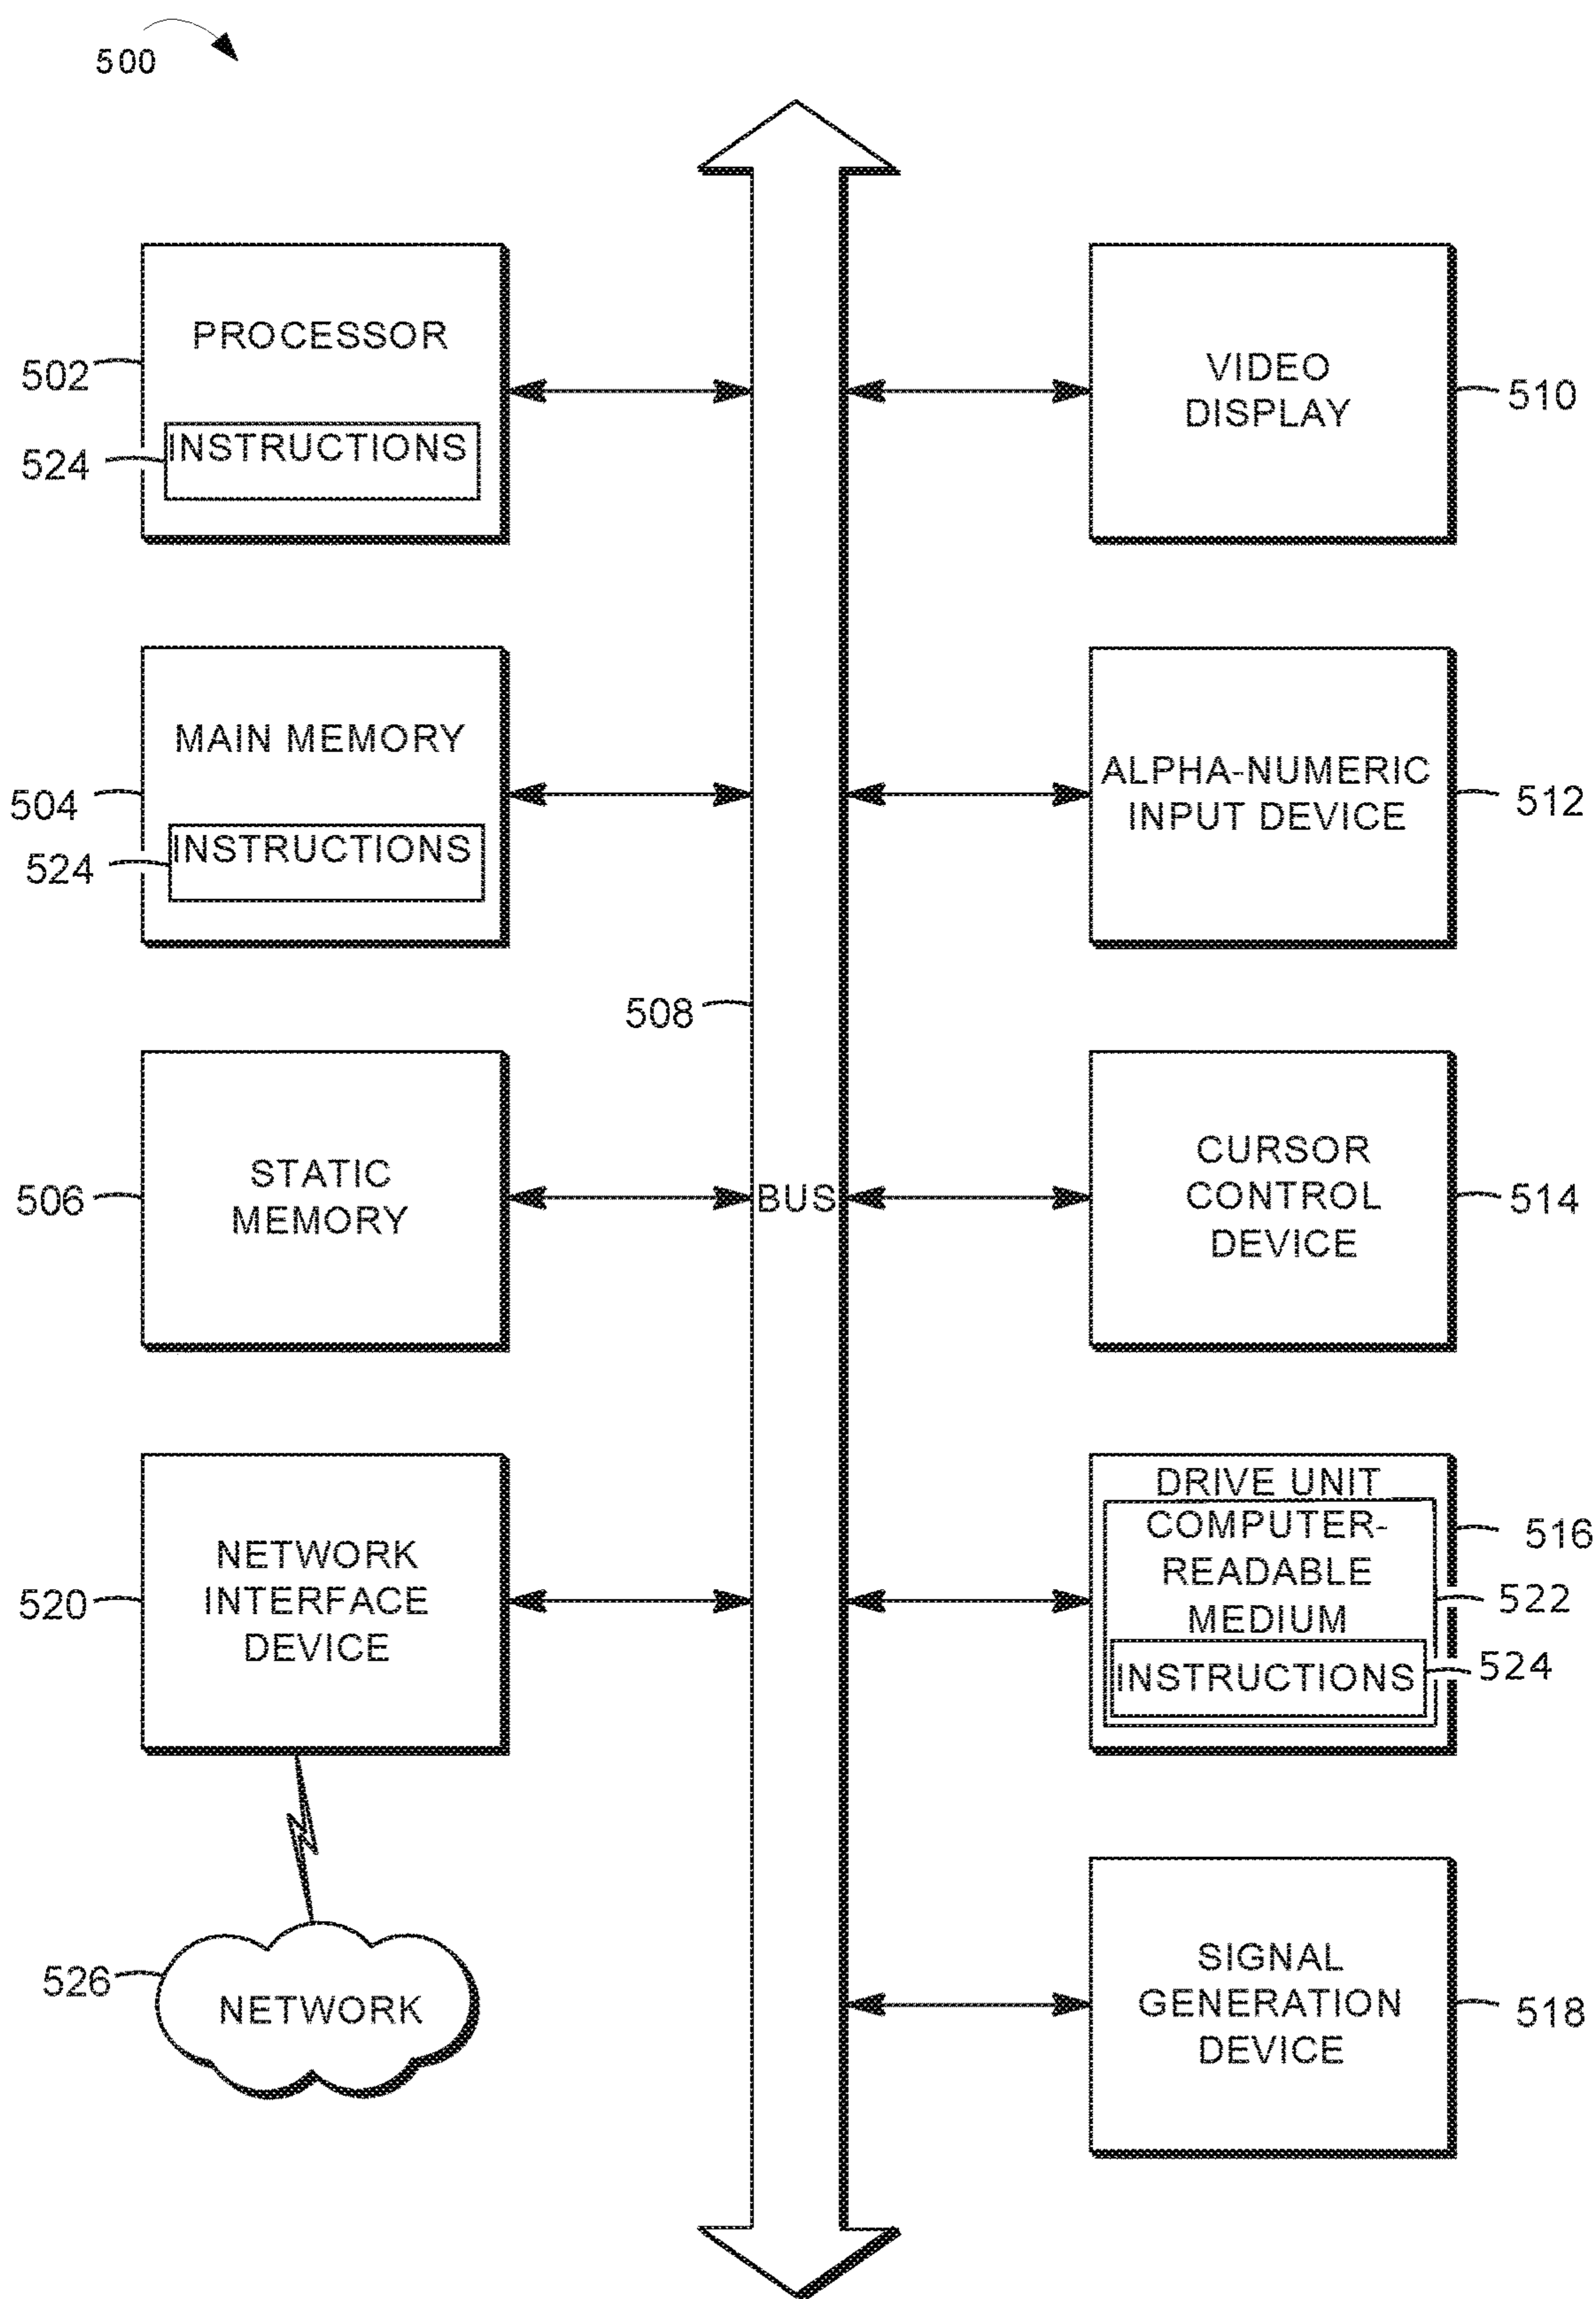 500
PROCESSOR
502
INSTRUCTIONS
524
VIDEO
DISPLAY
510
MAIN MEMORY
504
INSTRUCTIONS
524
ALPHA-NUMERIC
INPUT DEVICE
512
508
STATIC
MEMORY
506
BUS
CURSOR
CONTROL
DEVICE
514
NETWORK
INTERFACE
DEVICE
520
DRIVE UNIT
COMPUTER-
READABLE
MEDIUM
INSTRUCTIONS
516
522
524
526
NETWORK
SIGNAL
GENERATION
DEVICE
518